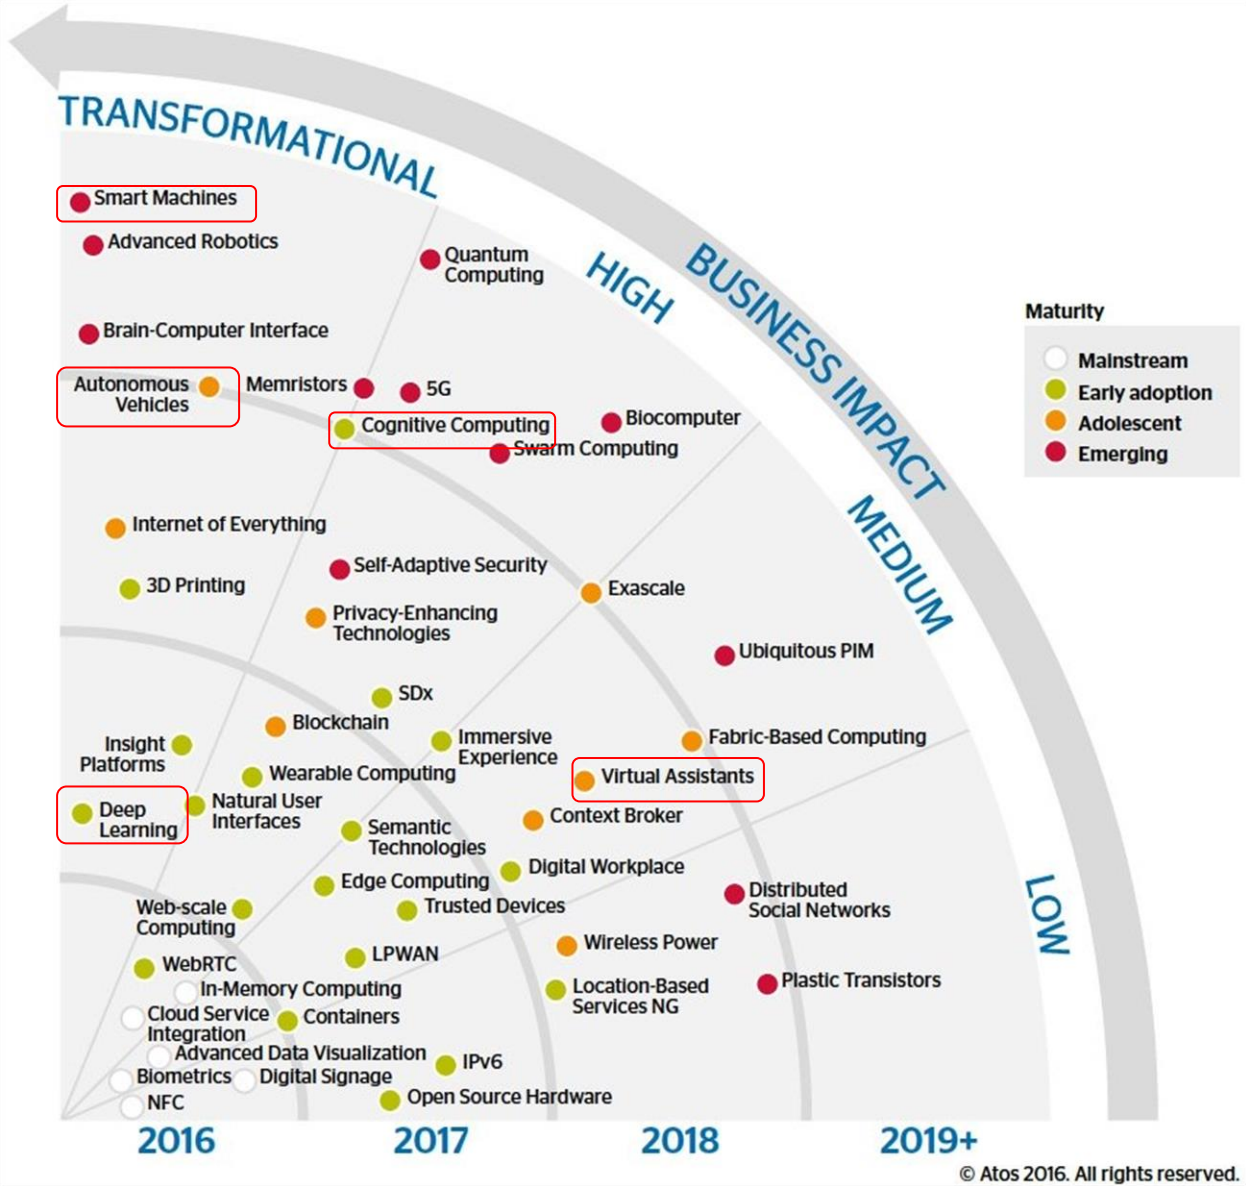 TRANSFORMATIONAL
HIGH
BUSINESS IMPACT
MEDIUM
LOW
Smart Machines
Advanced Robotics
Quantum
Computing
Brain-Computer Interface
Autonomous
Vehicles
Memristors
5G
Cognitive Computing
Biocomputer
Swarm Computing
Internet of Everything
Self-Adaptive Security
3D Printing
Exascale
Privacy-Enhancing
Technologies
Ubiquitous PIM
SDx
Blockchain
Insight
Platforms
Immersive
Experience
Fabric-Based Computing
Wearable Computing
Virtual Assistants
Deep
Learning
Natural User
Interfaces
Context Broker
Semantic
Technologies
Digital Workplace
Edge Computing
Distributed
Social Networks
Web-scale
Computing
Trusted Devices
Wireless Power
LPWAN
WebRTC
Plastic Transistors
In-Memory Computing
Location-Based
Services NG
Cloud Service
Integration
Containers
Advanced Data Visualization
IPv6
Biometrics
Digital Signage
Open Source Hardware
NFC
2016
2017
2018
2019+
Maturity
Mainstream
Early adoption
Adolescent
Emerging
© Atos 2016. All rights reserved.